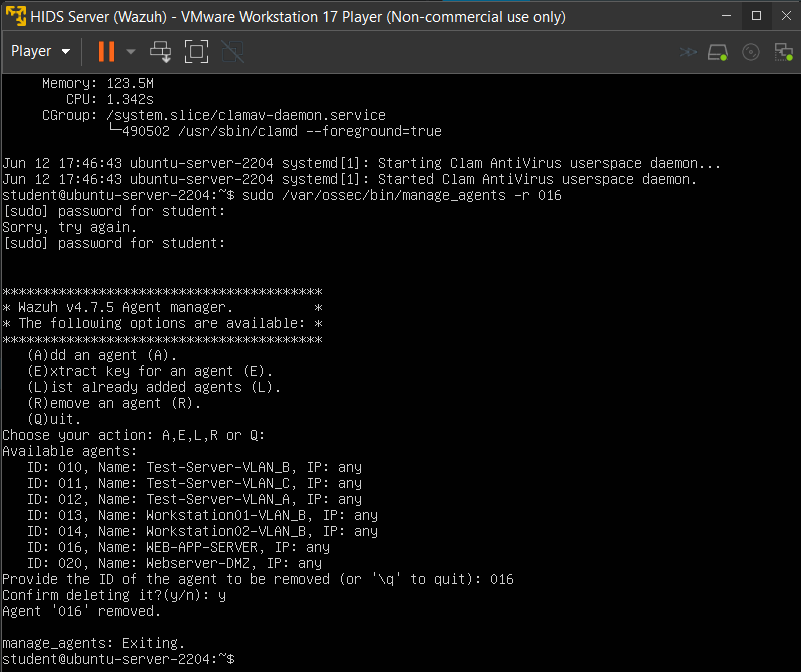 HIDS Server (Wazuh) - VMware Workstation 17 Player (Non-commercial use only)
Player
Memory: 123.5M
CPU: 1.342s
CGroup: /system.slice/clamav-daemon.service
└─490502 /usr/sbin/clamd --foreground=true
Jun 12 17:46:43 ubuntu-server-2204 systemd[1]: Starting Clam AntiVirus userspace daemon...
Jun 12 17:46:43 ubuntu-server-2204 systemd[1]: Started Clam AntiVirus userspace daemon.
student@ubuntu-server-2204:~$ sudo /var/ossec/bin/manage_agents -r 016
[sudo] password for student:
Sorry, try again.
[sudo] password for student:
****************************************
* Wazuh v4.7.5 Agent manager.          *
* The following options are available: *
****************************************
(A)dd an agent (A).
(E)xtract key for an agent (E).
(L)ist already added agents (L).
(R)emove an agent (R).
(Q)uit.
Choose your action: A,E,L,R or Q:
Available agents:
ID: 010, Name: Test-Server-VLAN_B, IP: any
ID: 011, Name: Test-Server-VLAN_C, IP: any
ID: 012, Name: Test-Server-VLAN_A, IP: any
ID: 013, Name: Workstation01-VLAN_B, IP: any
ID: 014, Name: Workstation02-VLAN_B, IP: any
ID: 016, Name: WEB-APP-SERVER, IP: any
ID: 020, Name: Webserver-DMZ, IP: any
Provide the ID of the agent to be removed (or '\q' to quit): 016
Confirm deleting it?(y/n): y
Agent '016' removed.
manage_agents: Exiting.
student@ubuntu-server-2204:~$